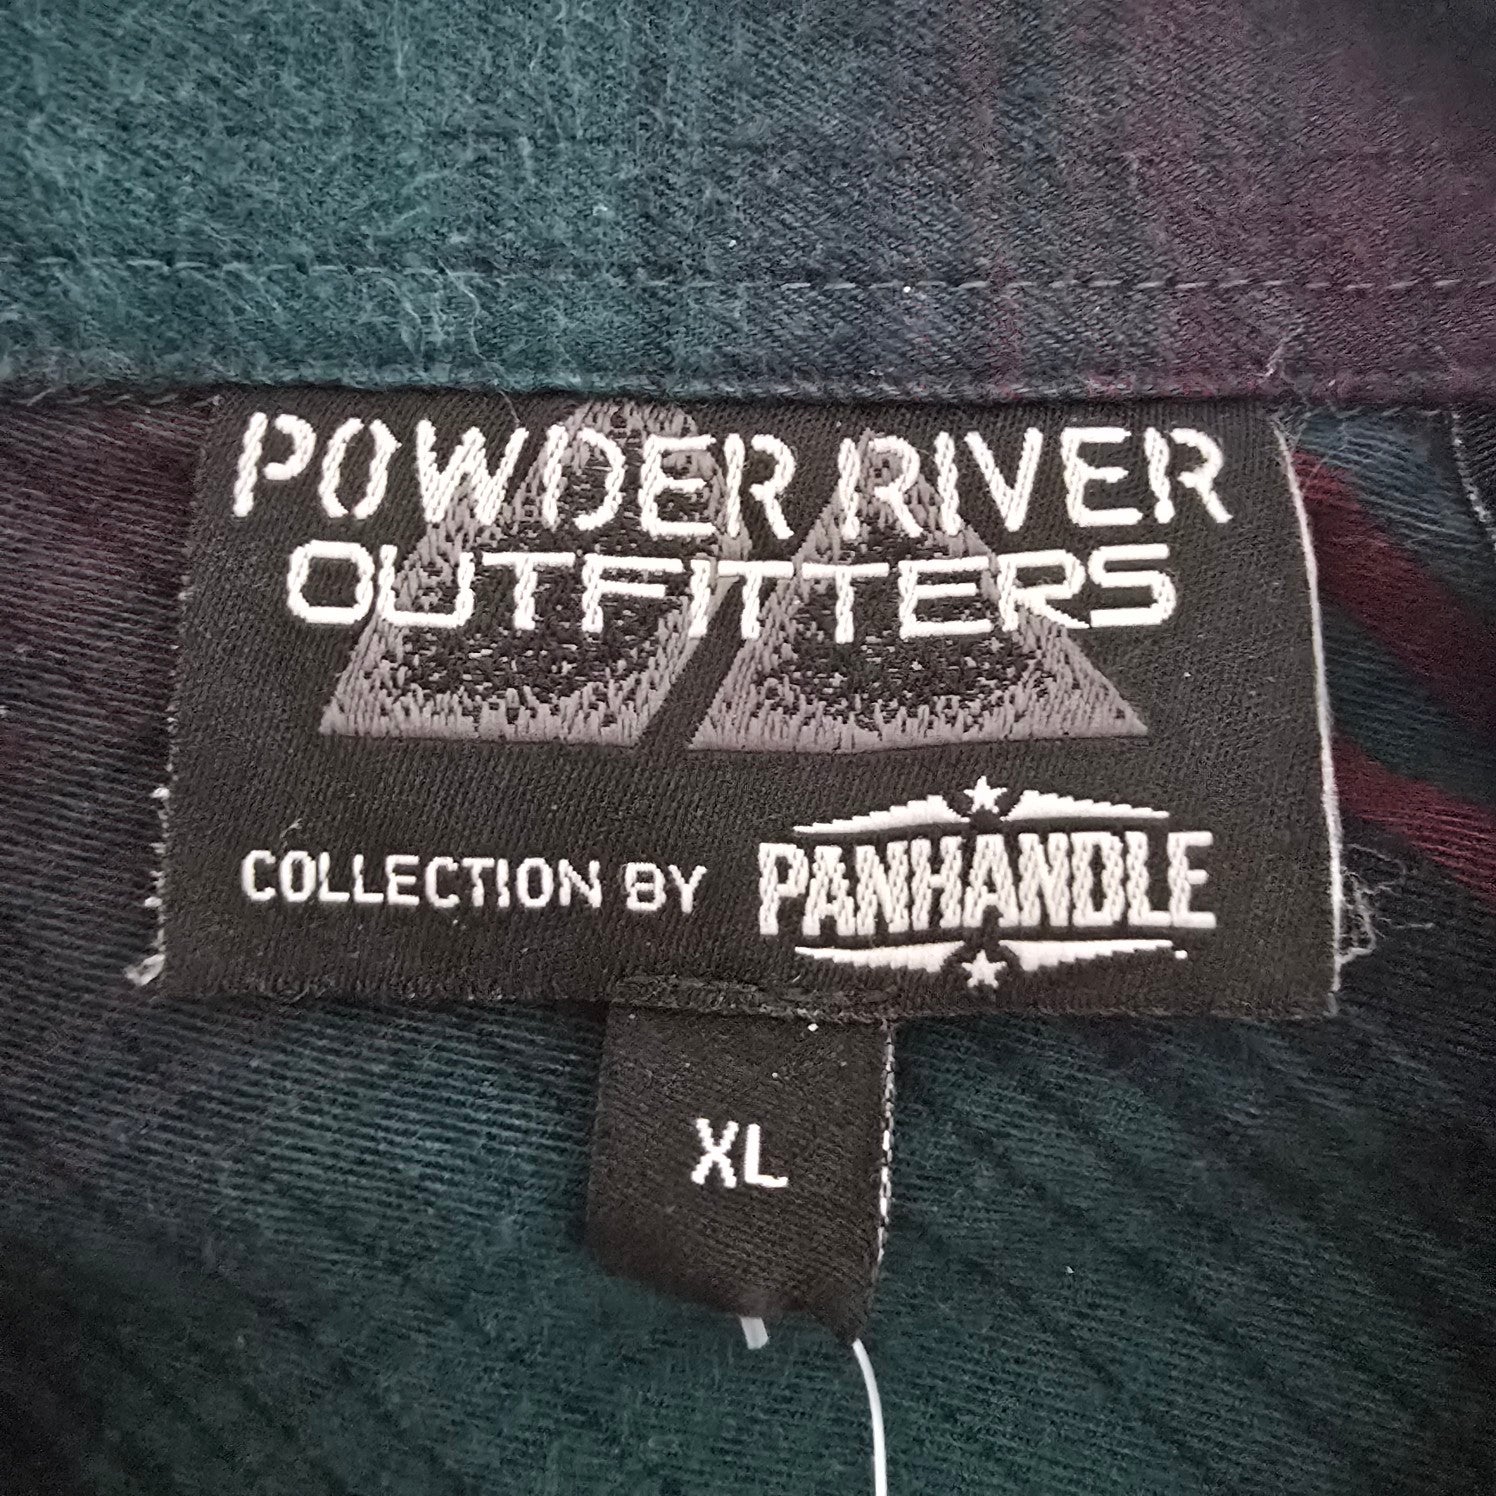 POWDER RIVER
OUTFITTERS
COLLECTION BY PANHANDLE
XL